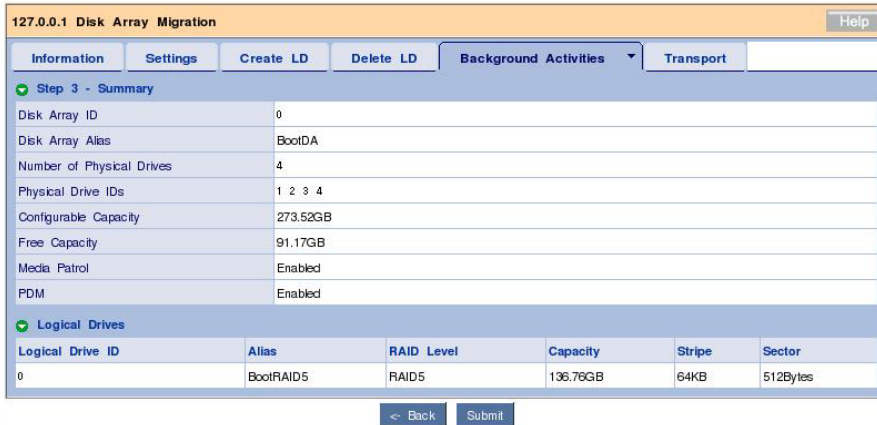 127.0.0.1 Disk Array Migration Help
Information Settings Create LD Delete LD Background Activities Transport
Step 3 - Summary
Disk Array ID 0
Disk Array Alias BootDA
Number of Physical Drives 4
Physical Drive IDs 1 2 3 4
Configurable Capacity 273.52GB
Free Capacity 91.17GB
Media Patrol Enabled
PDM Enabled
Logical Drives
Logical Drive ID Alias RAID Level Capacity Stripe Sector
0 BootRAID5 RAID5 136.76GB 64KB 512Bytes
<- Back Submit